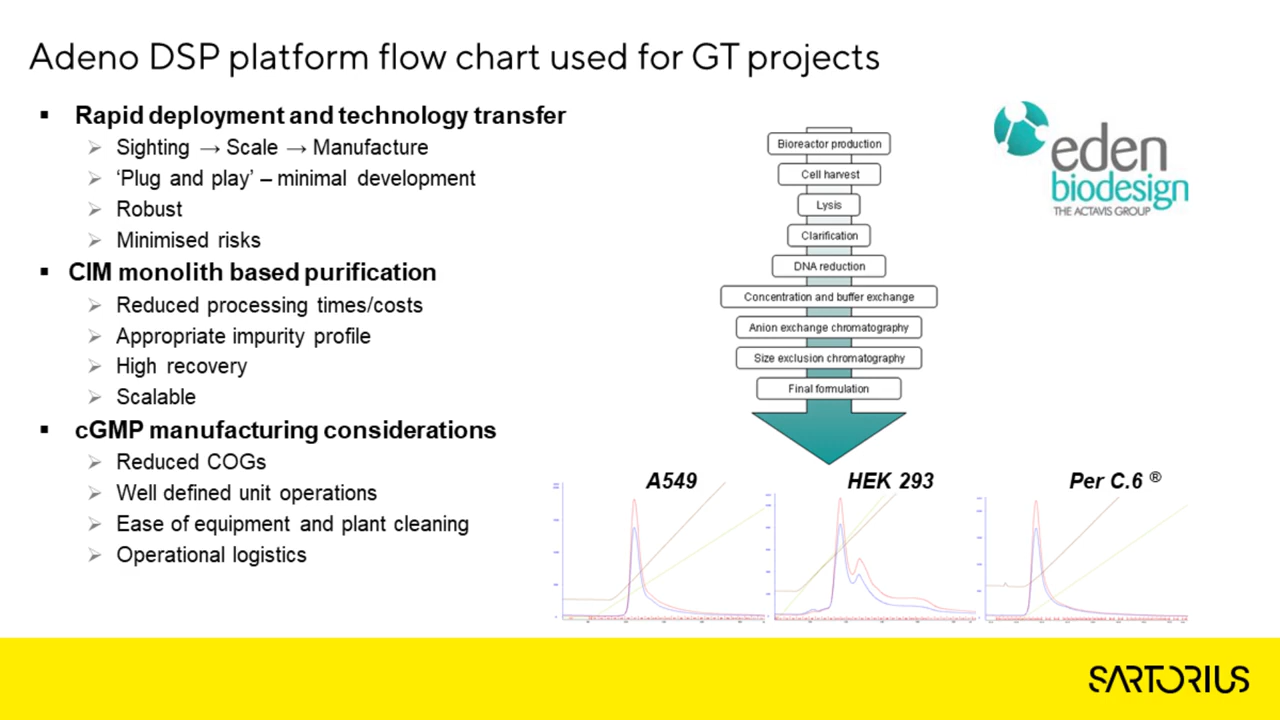 Adeno DSP platform flow chart used for GT projects
Rapid deployment and technology transfer
Sighting → Scale → Manufacture
‘Plug and play’ – minimal development
Robust
Minimised risks
CIM monolith based purification
Reduced processing times/costs
Appropriate impurity profile
High recovery
Scalable
cGMP manufacturing considerations
Reduced COGs
Well defined unit operations
Ease of equipment and plant cleaning
Operational logistics
Bioreactor production
Cell harvest
Lysis
Clarification
DNA reduction
Concentration and buffer exchange
Anion exchange chromatography
Size exclusion chromatography
Final formulation
eden
biodesign
THE ACTAVIS GROUP
A549
HEK 293
Per C.6 ®
SARTORIUS